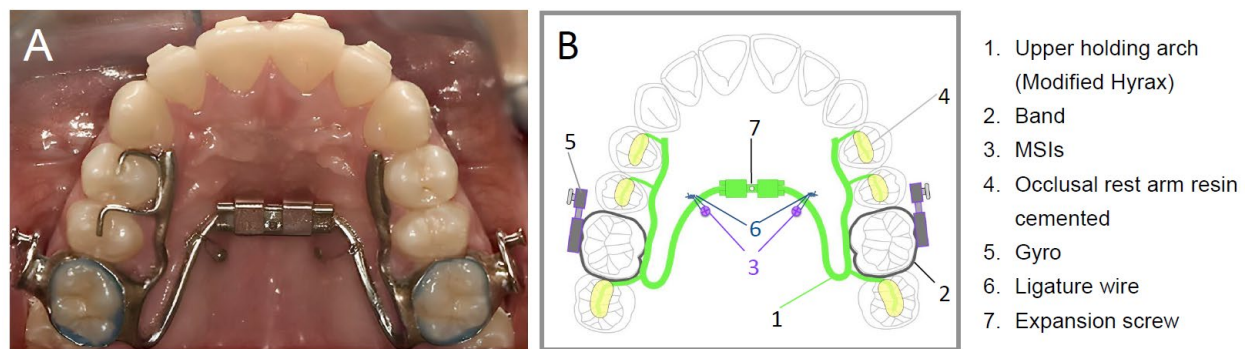 A
B
4
7
5
6
3
2
1
1. Upper holding arch
(Modified Hyrax)
2. Band
3. MSIs
4. Occlusal rest arm resin
cemented
5. Gyro
6. Ligature wire
7. Expansion screw